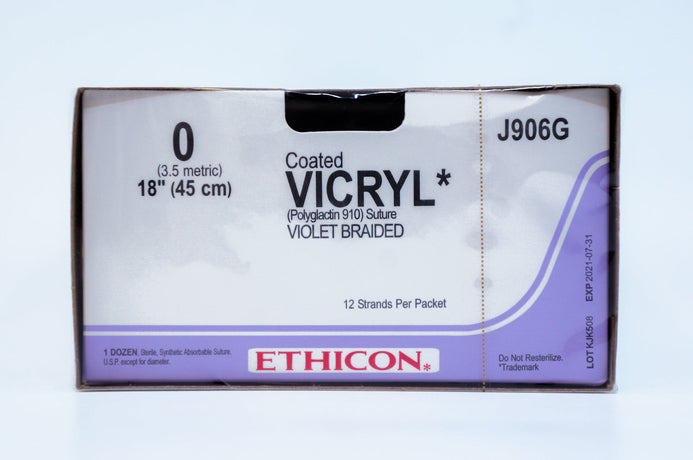 0
(3.5 metric)
18" (45 cm)
Coated
VICRYL*
(Polyglactin 910) Suture
VIOLET BRAIDED
12 Strands Per Packet
J906G
1 DOZEN. Sterile, Synthetic Absorbable Suture.
U.S.P. except for diameter.
ETHICON*
Do Not Resterilize.
*Trademark
LOT KJK508 EXP 2021-07-31